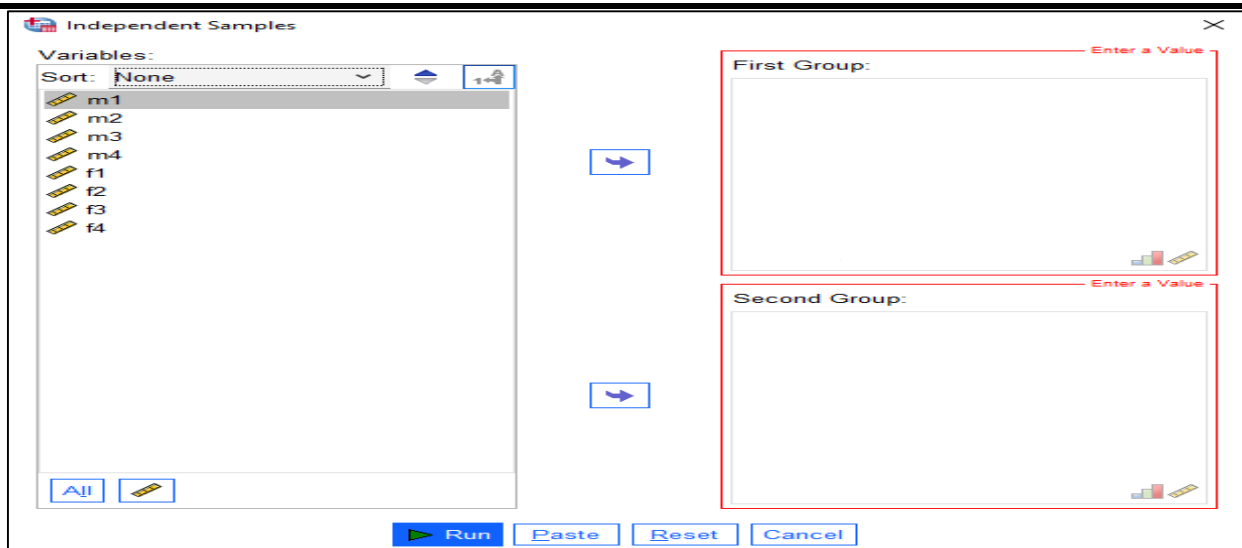 Independent Samples
Variables:
Sort: None
m1
m2
m3
m4
f1
f2
f3
f4
All
Enter a Value
First Group:
Enter a Value
Second Group:
Run Paste Reset Cancel